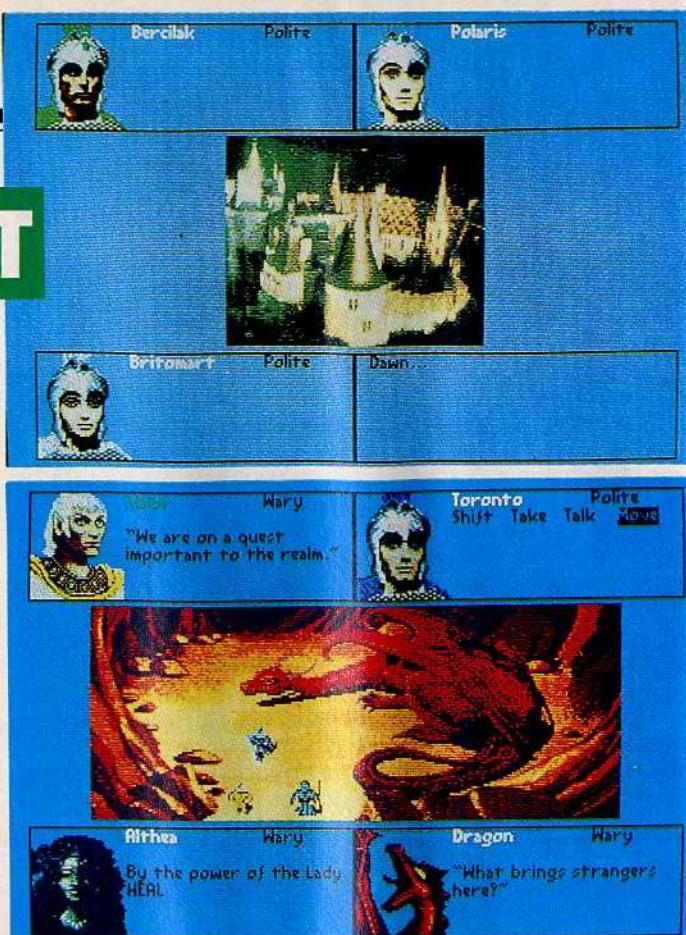 Bercilak Polite
Polaris Polite
T
Britomart Polite
Dawn...
Valor Wary
"We are on a quest
important to the realm."
Toronto Polite
Shift Take Talk Move
Althea Wary
By the power of the Lady
HEAL
Dragon Wary
"What brings strangers
here?"